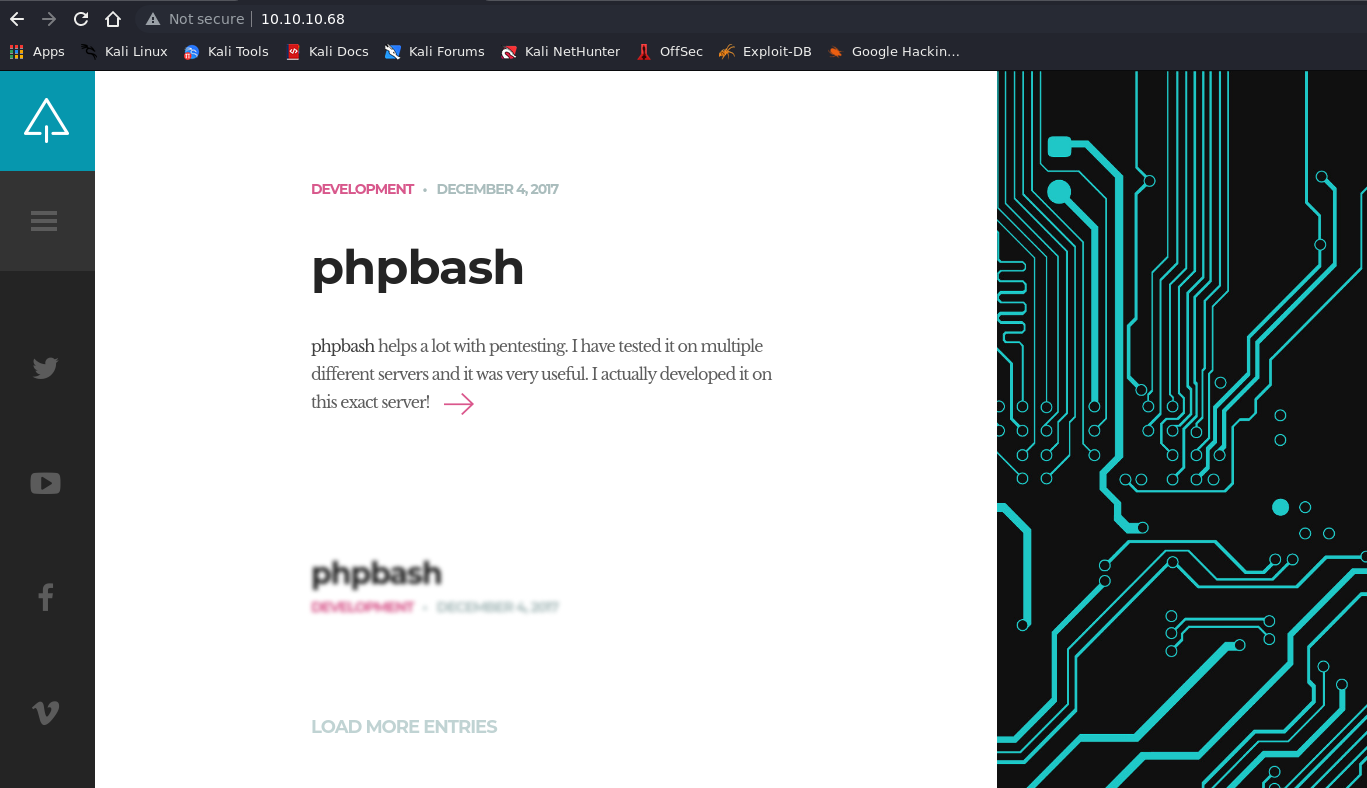 Not secure | 10.10.10.68
Apps Kali Linux Kali Tools Kali Docs Kali Forums Kali NetHunter OffSec Exploit-DB Google Hackin…
DEVELOPMENT • DECEMBER 4, 2017
phpbash
phpbash helps a lot with pentesting. I have tested it on multiple
different servers and it was very useful. I actually developed it on
this exact server!
phpbash
DEVELOPMENT • DECEMBER 4, 2017
LOAD MORE ENTRIES